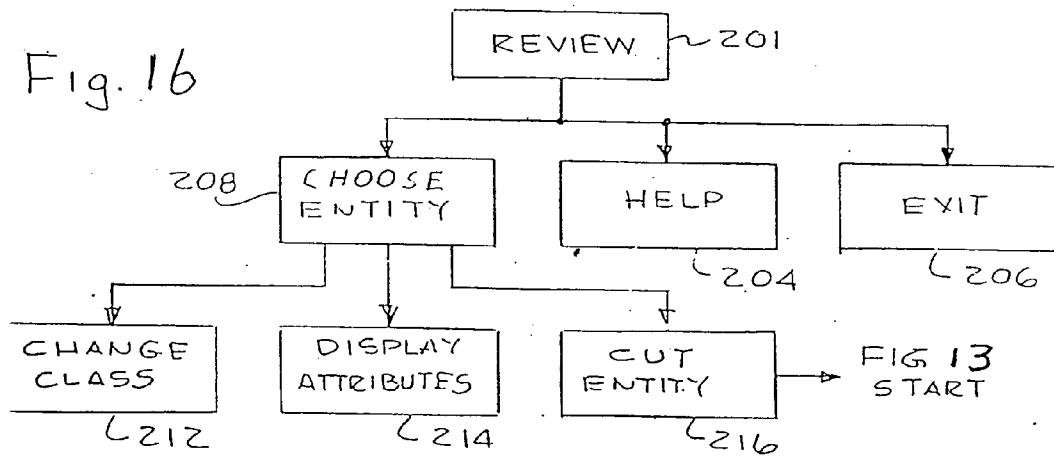 Fig. 16
REVIEW
201
208
CHOOSE
ENTITY
HELP
EXIT
204
206
CHANGE
CLASS
DISPLAY
ATTRIBUTES
CUT
ENTITY
FIG 13
START
212
214
216